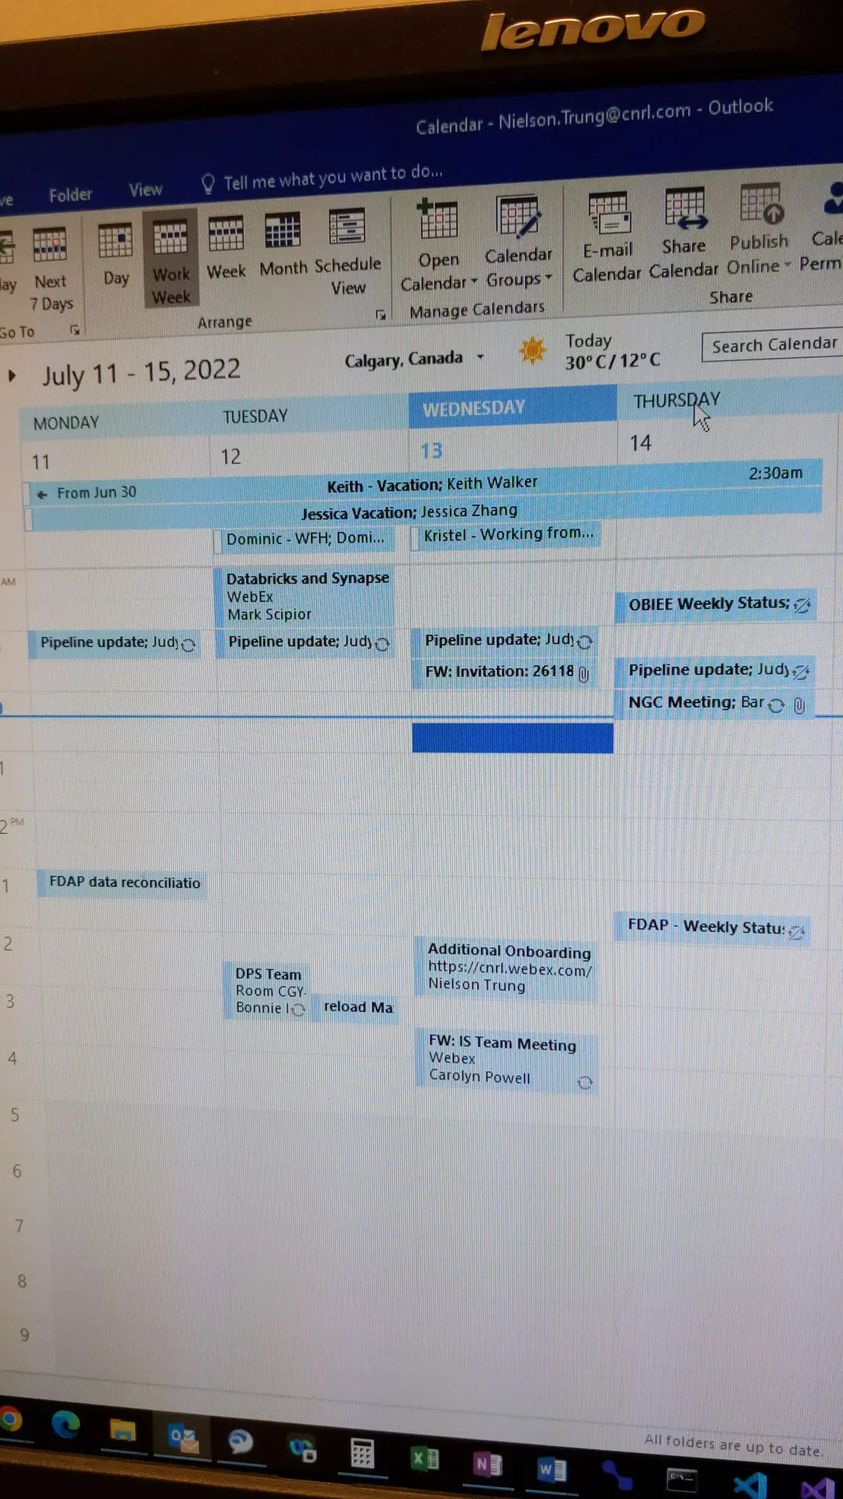 lenovo
Calendar - Nielson.Trung@cnrl.com - Outlook
Folder
View
Tell me what you want to do...
Next
7 Days
Day
Work
Week
Week
Month
Schedule
View
Open
Calendar
Calendar
Groups
E-mail
Calendar
Share
Calendar
Publish
Online
Go To
Arrange
Manage Calendars
Share
July 11 - 15, 2022
Calgary, Canada
Today
30°C/12°C
Search Calendar
MONDAY
TUESDAY
WEDNESDAY
THURSDAY
11
12
13
14
← From Jun 30
Keith - Vacation; Keith Walker
2:30am
Jessica Vacation; Jessica Zhang
Dominic - WFH; Domi...
Kristel - Working from...
AM
Databricks and Synapse
WebEx
Mark Scipior
OBIEE Weekly Status;
Pipeline update; Judy
Pipeline update; Judy
Pipeline update; Judy
FW: Invitation: 26118
Pipeline update; Judy
NGC Meeting; Bar
PM
1
FDAP data reconciliatio
FDAP - Weekly Statu:
2
Additional Onboarding
https://cnrl.webex.com/
Nielson Trung
DPS Team
Room CGY.
Bonnie
reload Ma
3
FW: IS Team Meeting
Webex
Carolyn Powell
4
5
6
7
8
9
All folders are up to date.